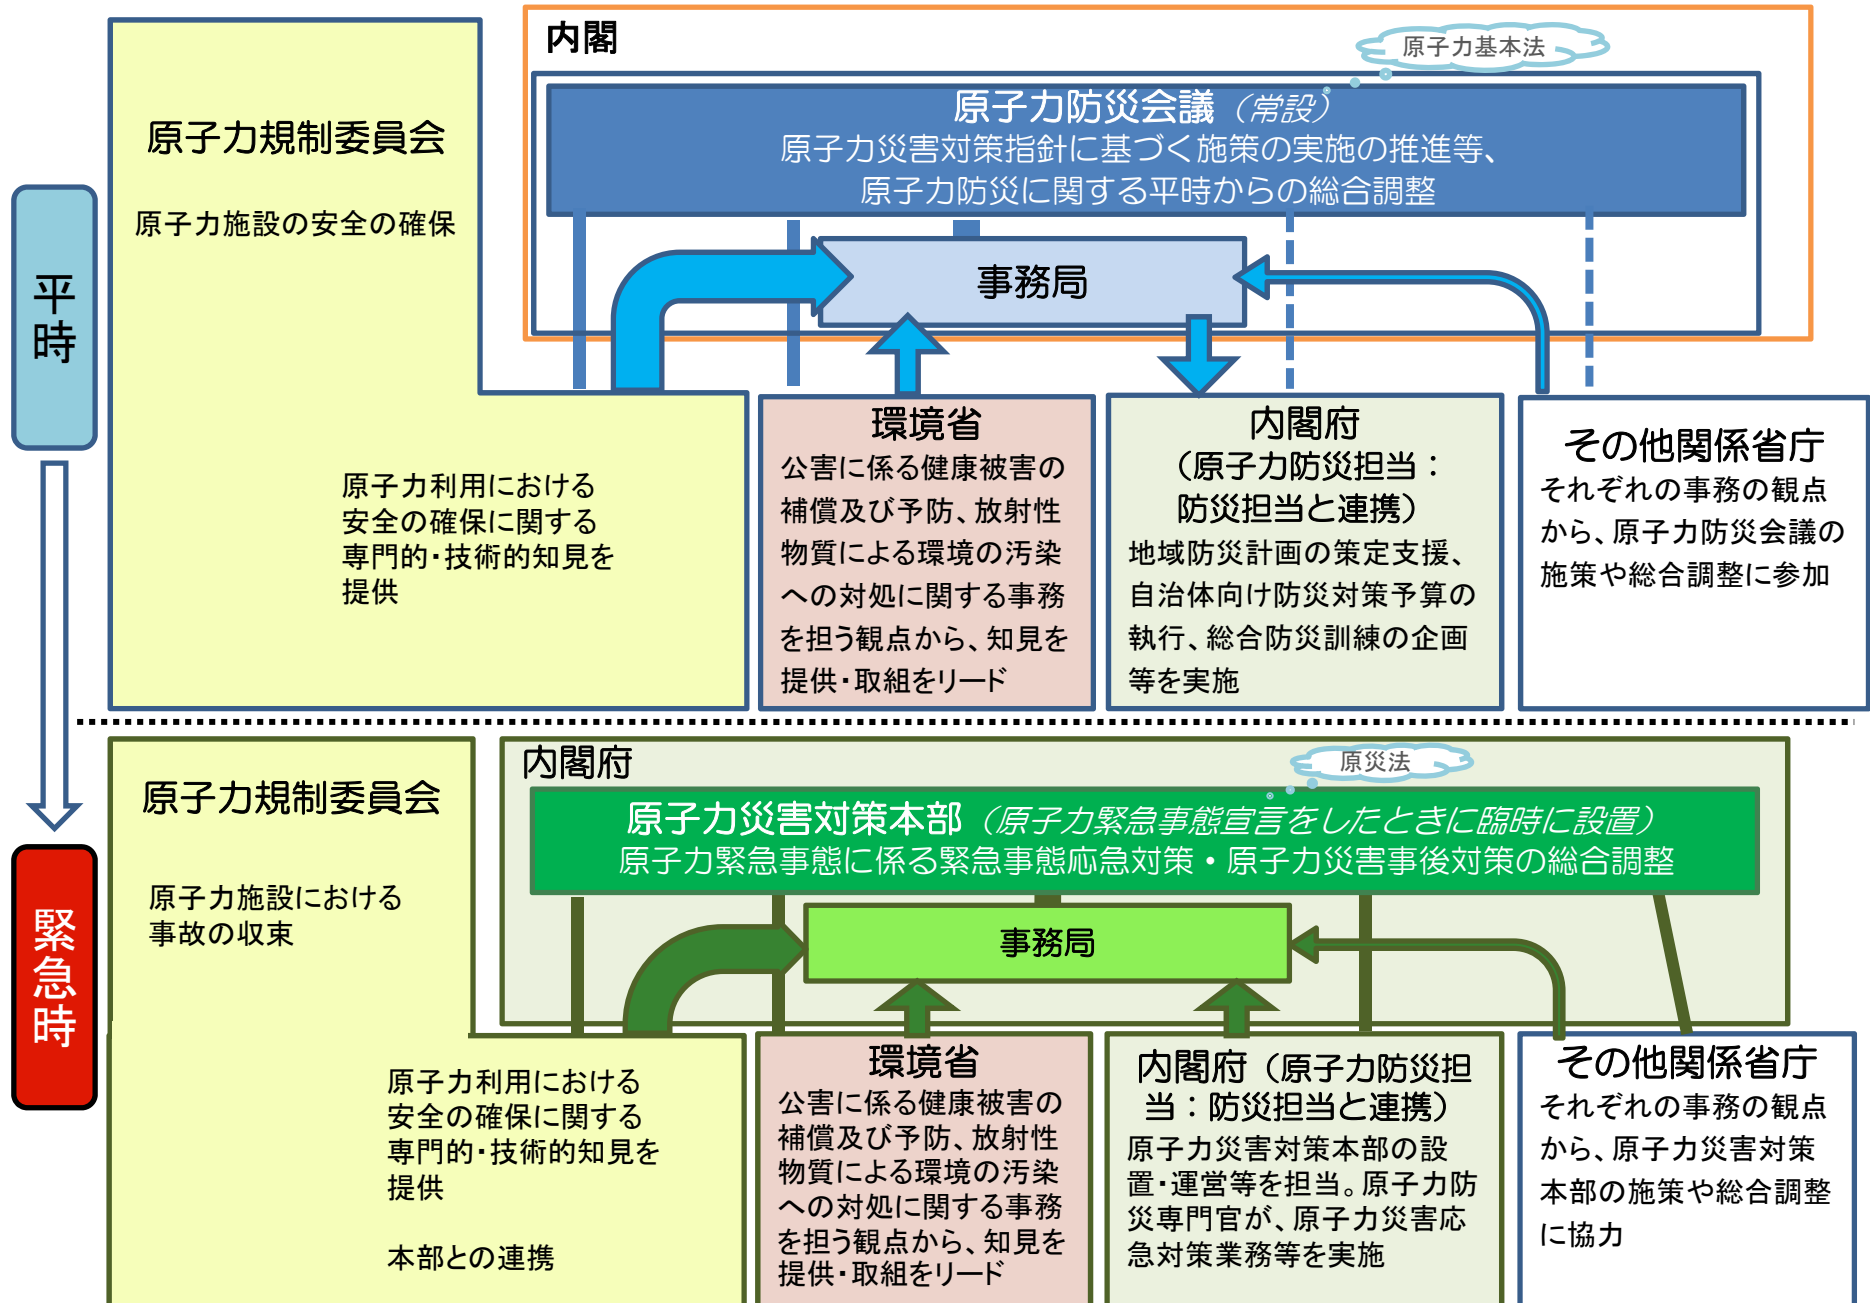 平時
原子力規制委員会
原子力施設の安全の確保
原子力利用における
安全の確保に関する
専門的・技術的知見を
提供
内閣
原子力基本法
原子力防災会議（常設）
原子力災害対策指針に基づく施策の実施の推進等、
原子力防災に関する平時からの総合調整
事務局
環境省
公害に係る健康被害の
補償及び予防、放射性
物質による環境の汚染
への対処に関する事務
を担う観点から、知見を
提供・取組をリード
内閣府
（原子力防災担当：
防災担当と連携）
地域防災計画の策定支援、
自治体向け防災対策予算の
執行、総合防災訓練の企画
等を実施
その他関係省庁
それぞれの事務の観点
から、原子力防災会議の
施策や総合調整に参加
緊急時
原子力規制委員会
原子力施設における
事故の収束
原子力利用における
安全の確保に関する
専門的・技術的知見を
提供
本部との連携
内閣府
原災法
原子力災害対策本部（原子力緊急事態宣言をしたときに臨時に設置）
原子力緊急事態に係る緊急事態応急対策・原子力災害事後対策の総合調整
事務局
環境省
公害に係る健康被害の
補償及び予防、放射性
物質による環境の汚染
への対処に関する事務
を担う観点から、知見を
提供・取組をリード
内閣府（原子力防災担
当：防災担当と連携）
原子力災害対策本部の設
置・運営等を担当。原子力防
災専門官が、原子力災害応
急対策業務等を実施
その他関係省庁
それぞれの事務の観点
から、原子力災害対策
本部の施策や総合調整
に協力